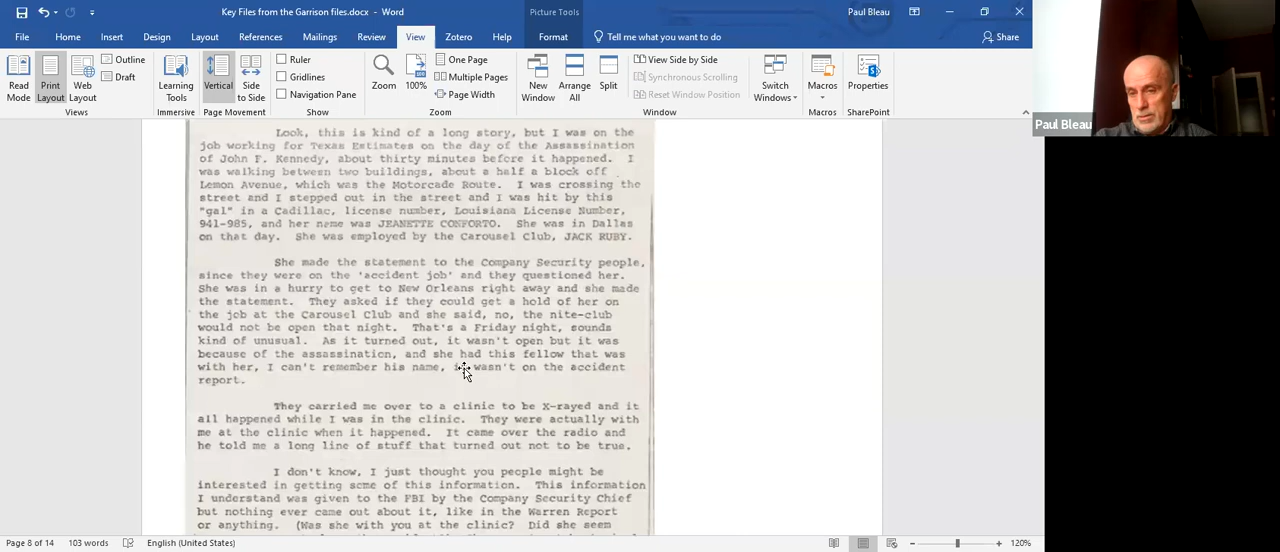 Key Files from the Garrison files.docx - Word
Picture Tools
Paul Bleau
File Home Insert Design Layout References Mailings Review View Zotero Help Format Tell me what you want to do Share
Read Mode
Print Layout
Web Layout
Outline
Draft
Views
Learning Tools
Immersive
Vertical
Side to Side
Page Movement
Ruler
Gridlines
Navigation Pane
Show
Zoom
100%
One Page
Multiple Pages
Page Width
Zoom
New Window
Arrange All
Split
View Side by Side
Synchronous Scrolling
Reset Window Position
Window
Switch Windows
Macros
Macros
Properties
SharePoint
Paul Bleau
Look, this is kind of a long story, but I was on the
job working for Texas Estimates on the day of the Assassination
of John F. Kennedy, about thirty minutes before it happened. I
was walking between two buildings, about a half a block off
Lemon Avenue, which was the Motorcade Route. I was crossing the
street and I stepped out in the street and I was hit by this
"gal" in a Cadillac, license number, Louisiana License Number,
941-985, and her name was JEANETTE CONFORTO. She was in Dallas
on that day. She was employed by the Carousel Club, JACK RUBY.
She made the statement to the Company Security people,
since they were on the 'accident job' and they questioned her.
She was in a hurry to get to New Orleans right away and she made
the statement. They asked if they could get a hold of her on
the job at the Carousel Club and she said, no, the nite-club
would not be open that night. That's a Friday night, sounds
kind of unusual. As it turned out, it wasn't open but it was
because of the assassination, and she had this fellow that was
with her, I can't remember his name, it wasn't on the accident
report.
They carried me over to a clinic to be X-rayed and it
all happened while I was in the clinic. They were actually with
me at the clinic when it happened. It came over the radio and
he told me a long line of stuff that turned out not to be true.
I don't know, I just thought you people might be
interested in getting some of this information. This information
I understand was given to the FBI by the Company Security Chief
but nothing ever came out about it, like in the Warren Report
or anything. (Was she with you at the clinic? Did she seem
Page 8 of 14 103 words English (United States) 120%